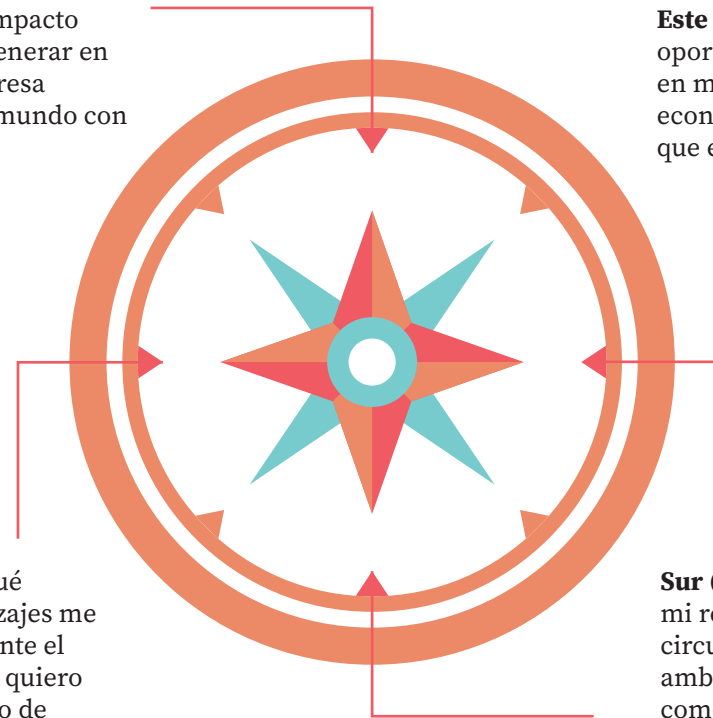 mpacto
enerar en
resa
mundo con
Este
opor
en m
econ
que e
ué
zajes me
nte el
quiero
o de
Sur (
mi re
circu
amb
com